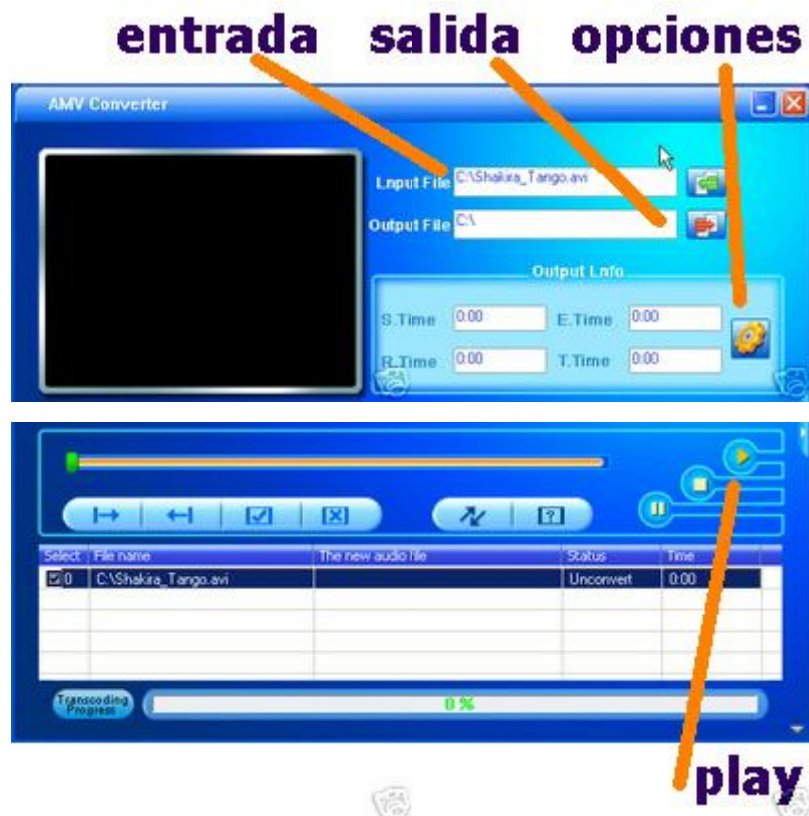 entrada salida opciones
AMV Converter
Lnput File C:\Shakira_Tango.avi
Output File C:\
Output Lnfo
S.Time 0:00 E.Time 0:00
R.Time 0:00 T.Time 0:00
Select File name The new audio file Status Time
0 C:\Shakira_Tango.avi Unconvert 0:00
Transcoding
Progress
0 %
play